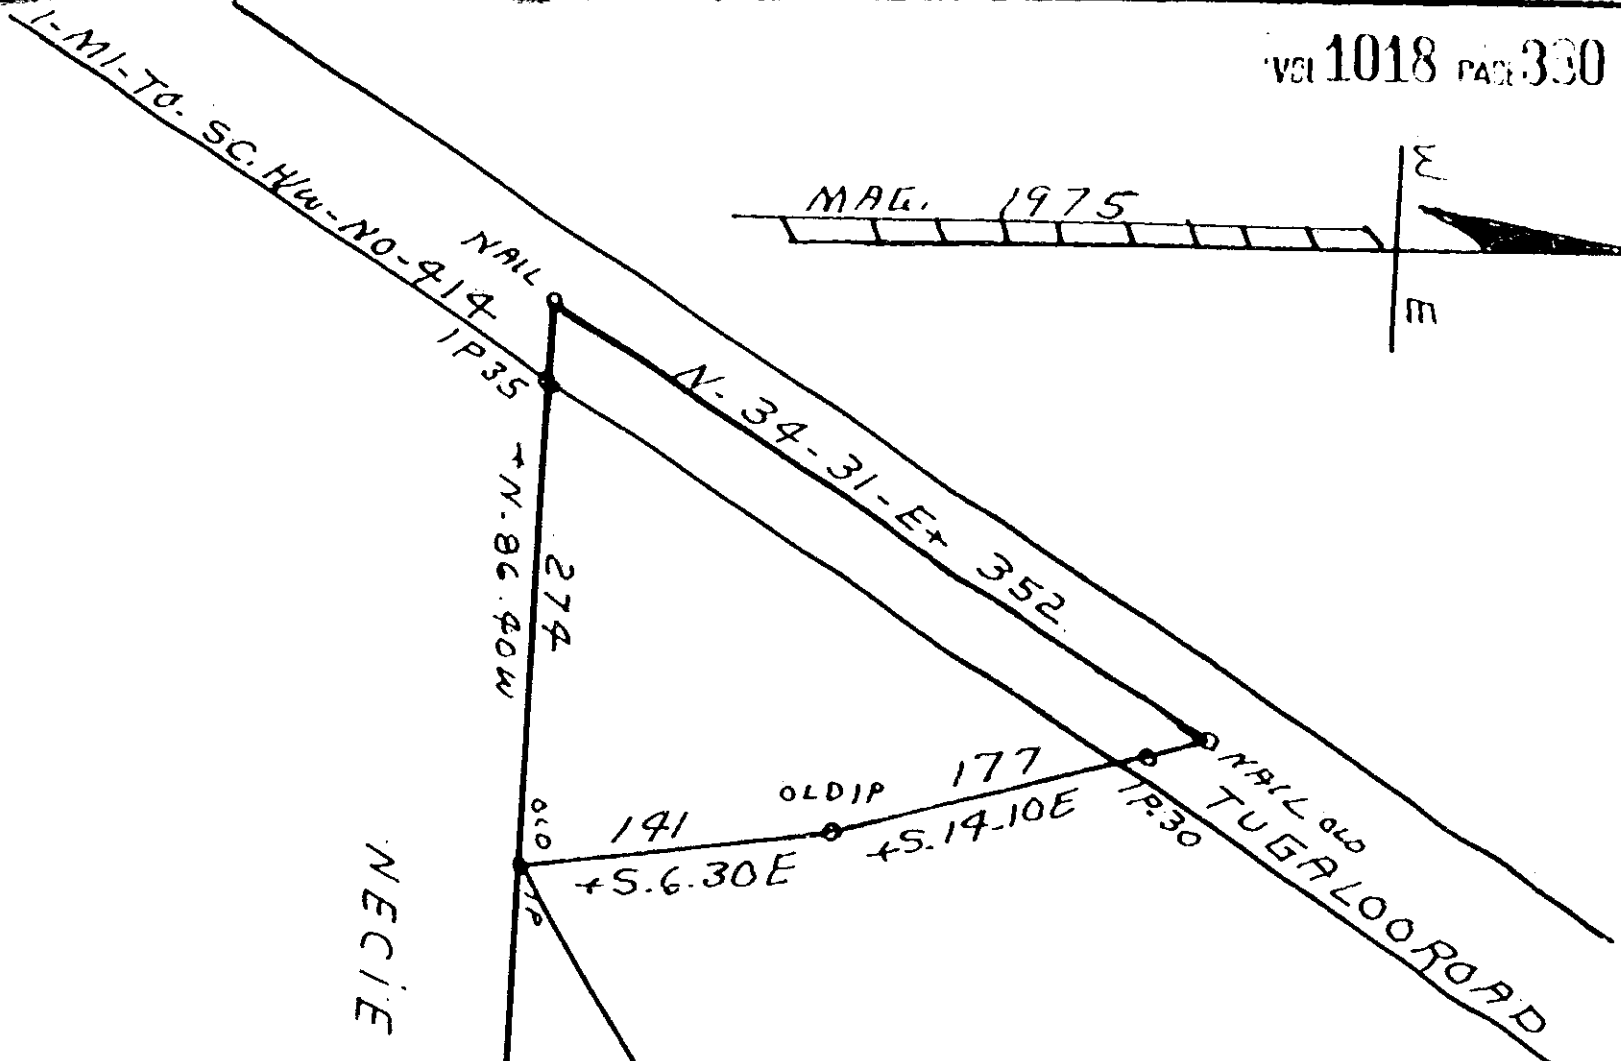 VOL 1018 PAGE 330
1-MI-TO. SC. H/W-NO-414
MAG. 1975
E
NAIL
IP35
N. 34-31-E+ 352
274
+N. 86.40W
OLD IP
141
+S.6.30E
OLD IP
177
+S.14-10E
IP.30
NAIL OLD
TUGALOO ROAD
NECIE